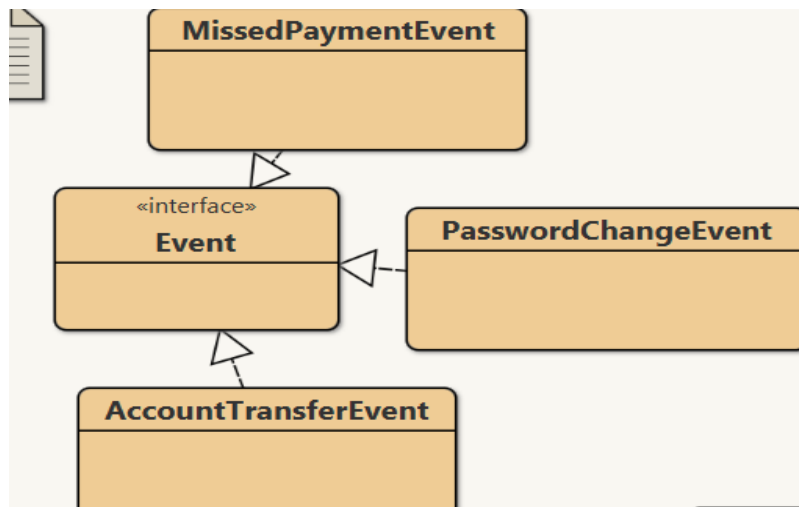 MissedPaymentEvent
«interface»
Event
PasswordChangeEvent
AccountTransferEvent